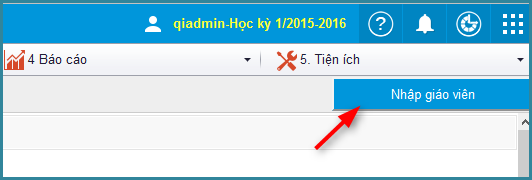 qiadmin-Học kỳ 1/2015-2016
4 Báo cáo
5. Tiện ích
Nhập giáo viên